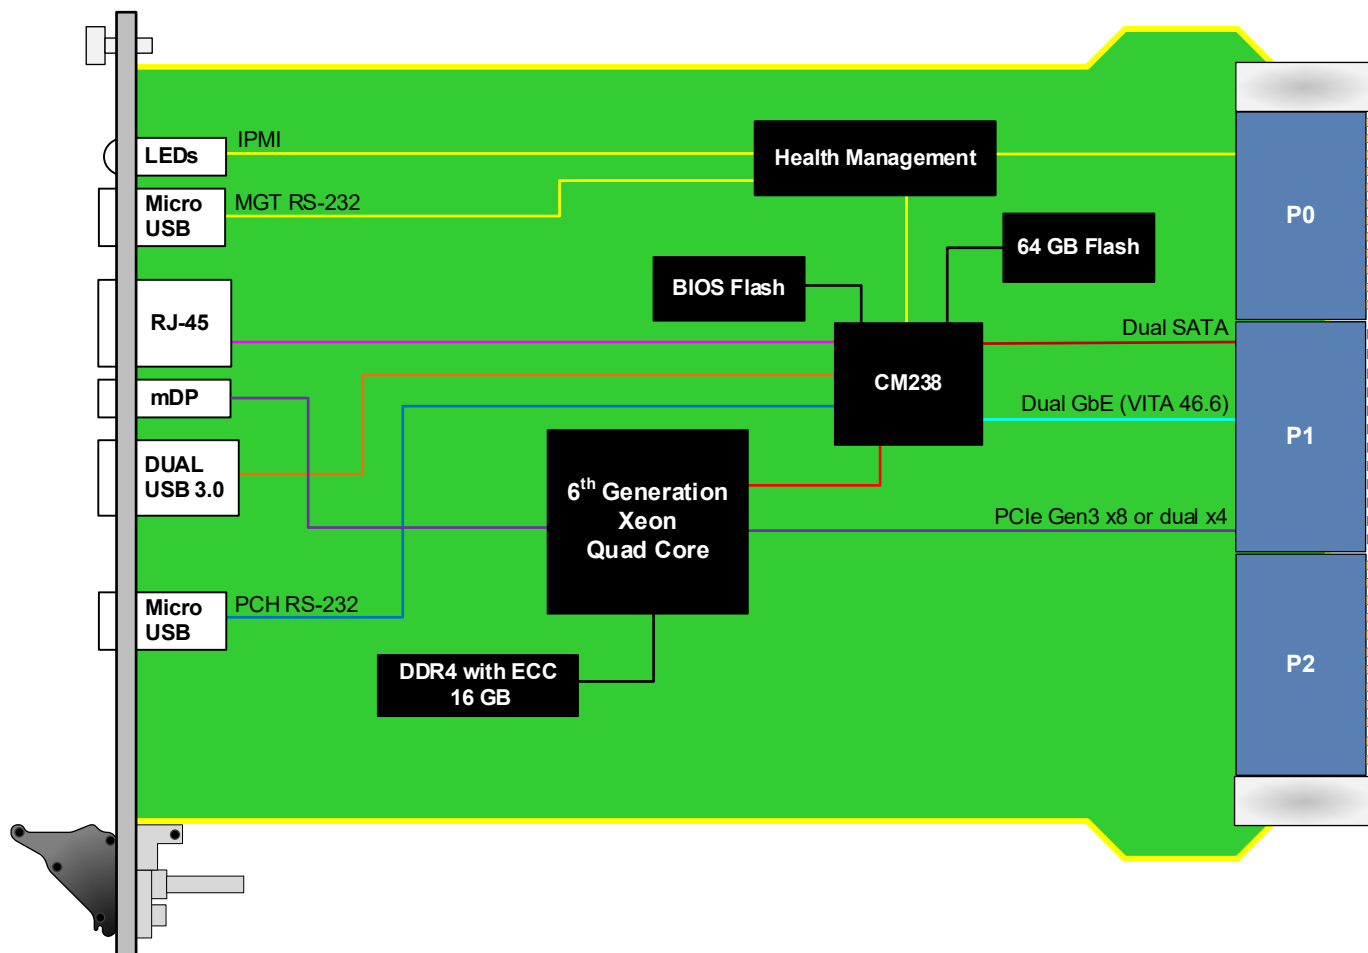 IPMI
LEDs
Health Management
Micro
USB
MGT RS-232
P0
64 GB Flash
BIOS Flash
RJ-45
Dual SATA
CM238
mDP
Dual GbE (VITA 46.6)
P1
DUAL
USB 3.0
6th Generation
Xeon
Quad Core
PCIe Gen3 x8 or dual x4
Micro
USB
PCH RS-232
P2
DDR4 with ECC
16 GB